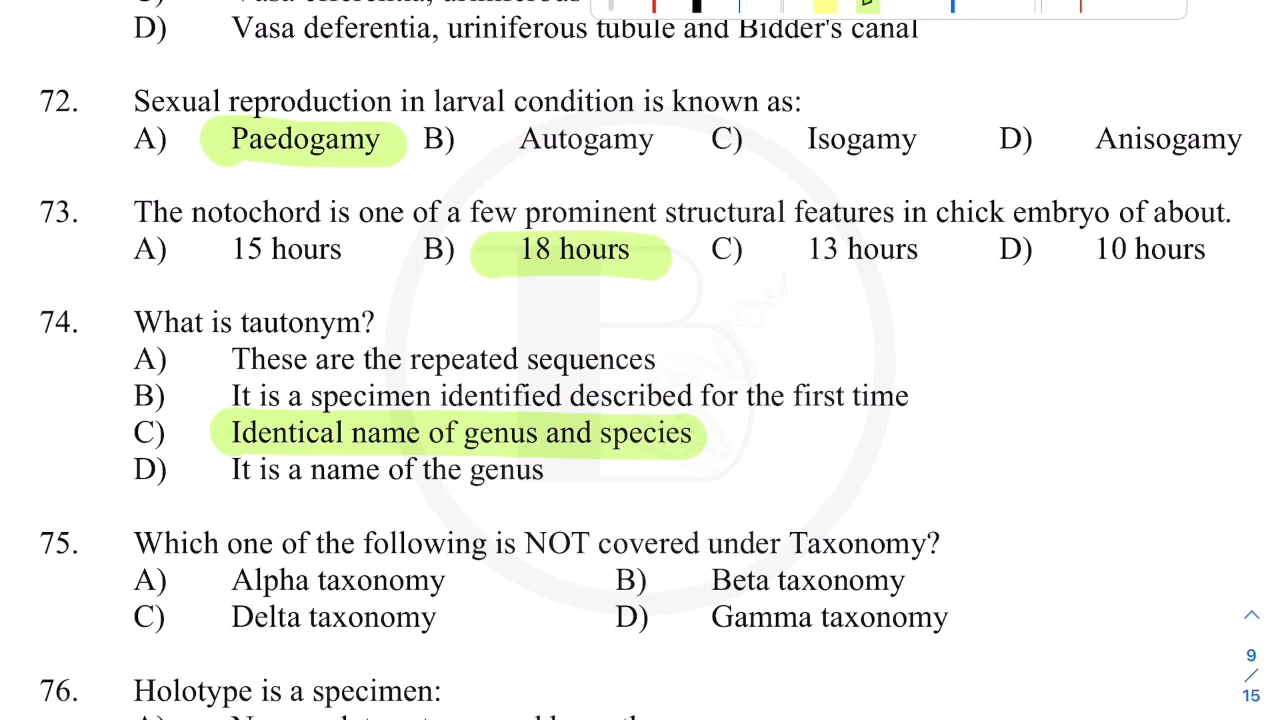 D) Vasa deferentia, uriniferous tubule and Bidder's canal
72. Sexual reproduction in larval condition is known as:
A) Paedogamy B) Autogamy C) Isogamy D) Anisogamy
73. The notochord is one of a few prominent structural features in chick embryo of about.
A) 15 hours B) 18 hours C) 13 hours D) 10 hours
74. What is tautonym?
A) These are the repeated sequences
B) It is a specimen identified described for the first time
C) Identical name of genus and species
D) It is a name of the genus
75. Which one of the following is NOT covered under Taxonomy?
A) Alpha taxonomy B) Beta taxonomy
C) Delta taxonomy D) Gamma taxonomy
9
/
15
76. Holotype is a specimen: